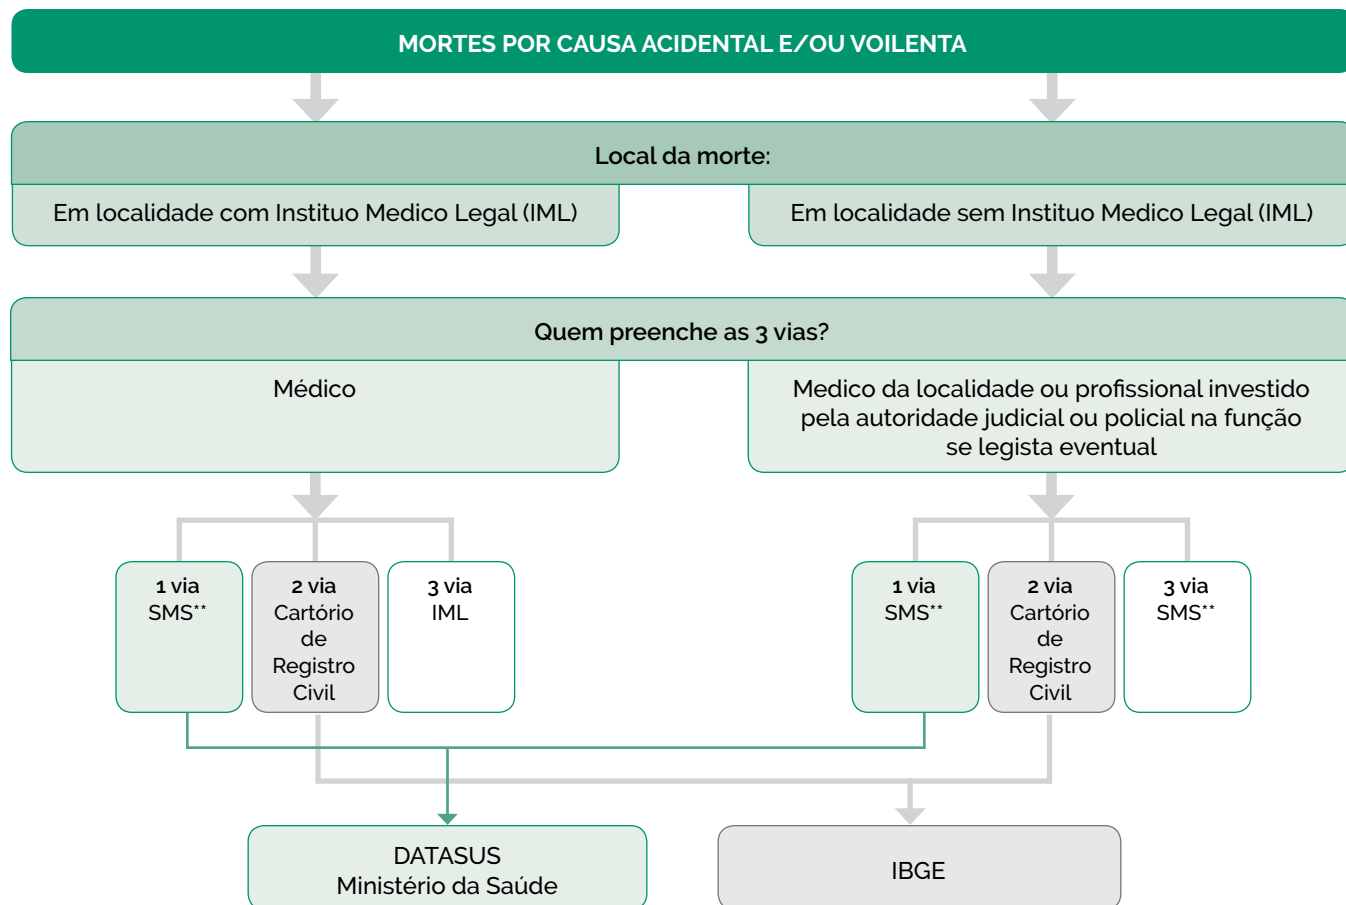 MORTES POR CAUSA ACIDENTAL E/OU VOILENTA
Local da morte:
Em localidade com Instituo Medico Legal (IML)
Em localidade sem Instituo Medico Legal (IML)
Quem preenche as 3 vias?
Médico
Medico da localidade ou profissional investido
pela autoridade judicial ou policial na função
se legista eventual
1 via
SMS**
2 via
Cartório
de
Registro
Civil
3 via
IML
1 via
SMS**
2 via
Cartório
de
Registro
Civil
3 via
SMS**
DATASUS
Ministério da Saúde
IBGE